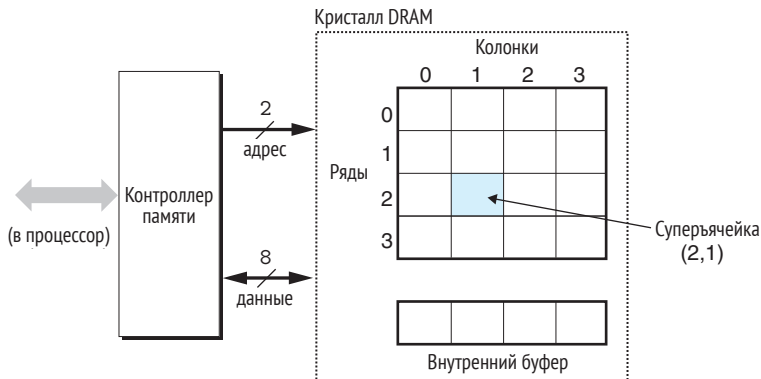 Кристалл DRAM
Колонки
0 1 2 3
0
1
2
3
Ряды
2
адрес
Контроллер
памяти
(в процессор)
8
данные
Суперъячейка
(2,1)
Внутренний буфер